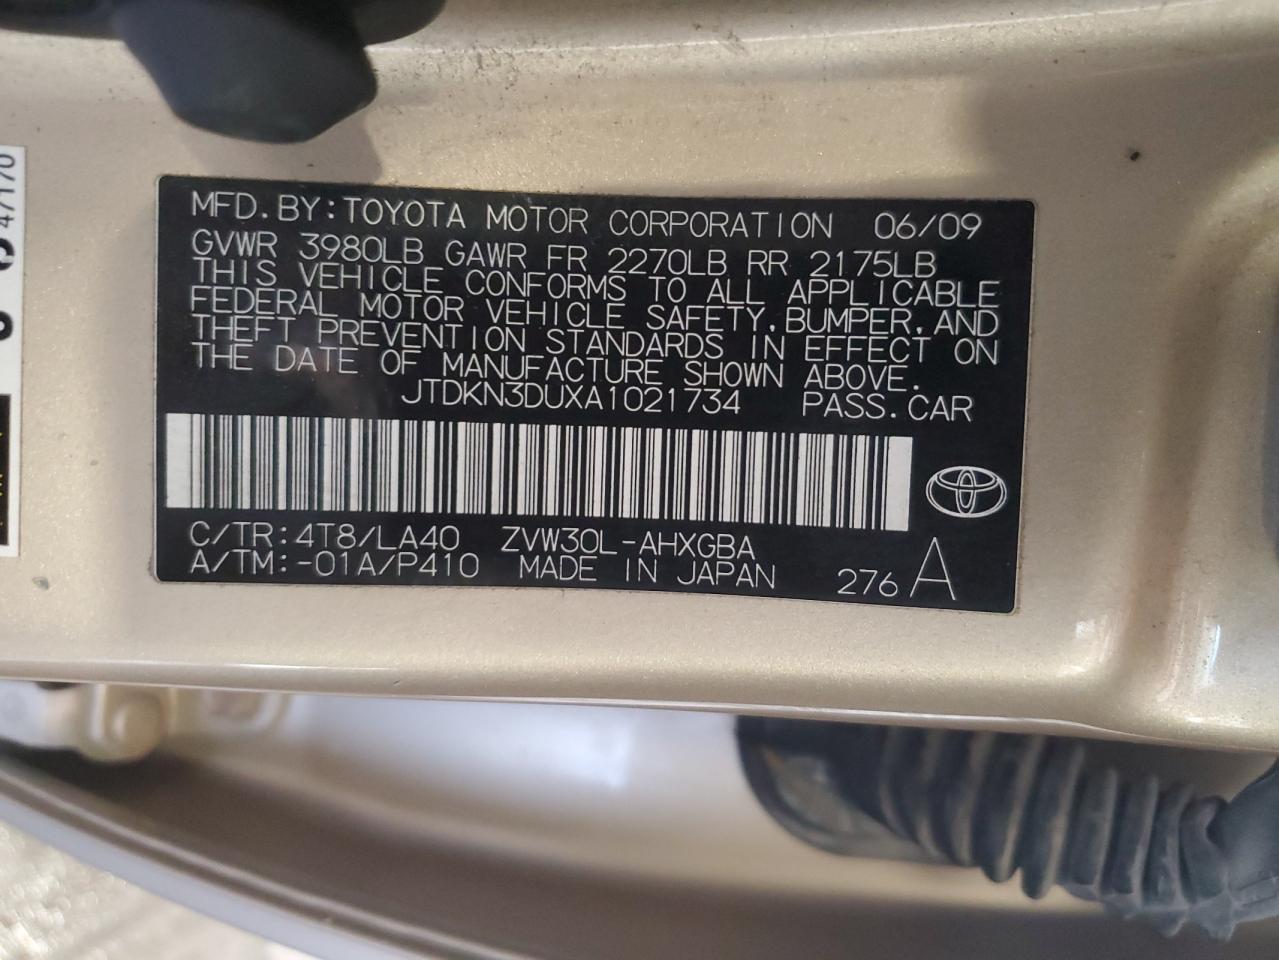 MFD.BY:TOYOTA MOTOR CORPORATION 06/09
GVWR 3980LB GAWR FR 2270LB RR 2175LB
THIS VEHICLE CONFORMS TO ALL APPLICABLE
FEDERAL MOTOR VEHICLE SAFETY,BUMPER,AND
THEFT PREVENTION STANDARDS IN EFFECT ON
THE DATE OF MANUFACTURE SHOWN ABOVE.
JTDKN3DUXA1021734 PASS.CAR
C/TR:4T8/LA40 ZVW30L-AHXGBA
A/TM:-01A/P410 MADE IN JAPAN 276 A
47170